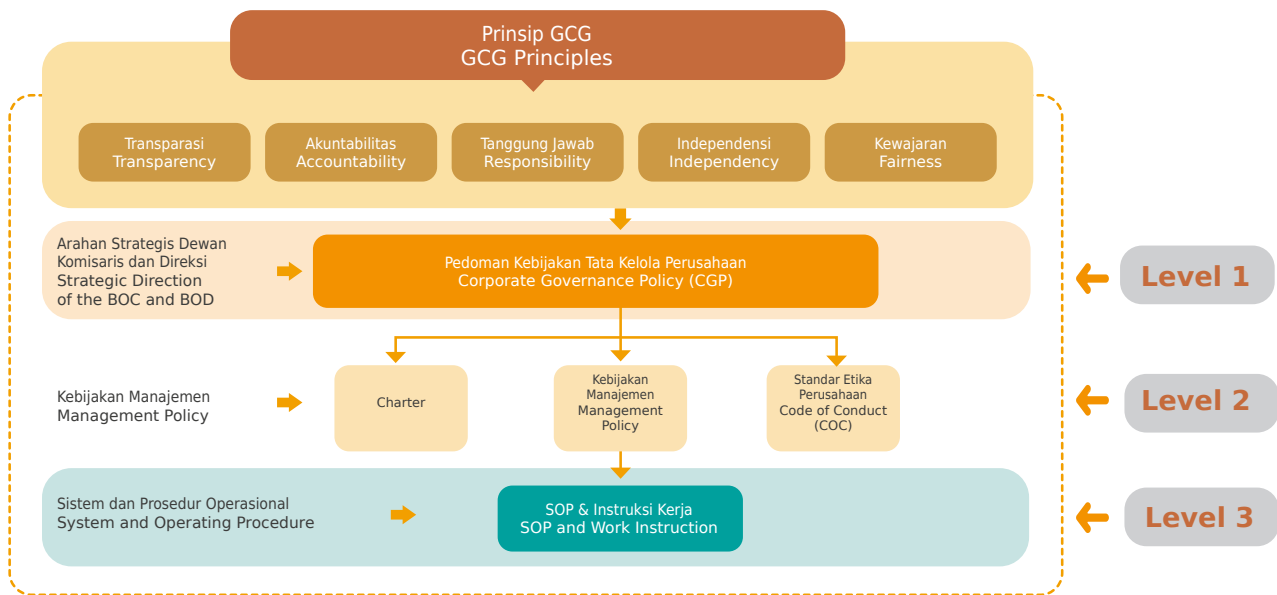 Prinsip GCG
GCG Principles
Transparasi
Transparency
Akuntabilitas
Accountability
Tanggung Jawab
Responsibility
Independensi
Independency
Kewajaran
Fairness
Arahan Strategis Dewan
Komisaris dan Direksi
Strategic Direction
of the BOC and BOD
Pedoman Kebijakan Tata Kelola Perusahaan
Corporate Governance Policy (CGP)
Level 1
Kebijakan Manajemen
Management Policy
Charter
Kebijakan
Manajemen
Management
Policy
Standar Etika
Perusahaan
Code of Conduct
(COC)
Level 2
Sistem dan Prosedur Operasional
System and Operating Procedure
SOP & Instruksi Kerja
SOP and Work Instruction
Level 3